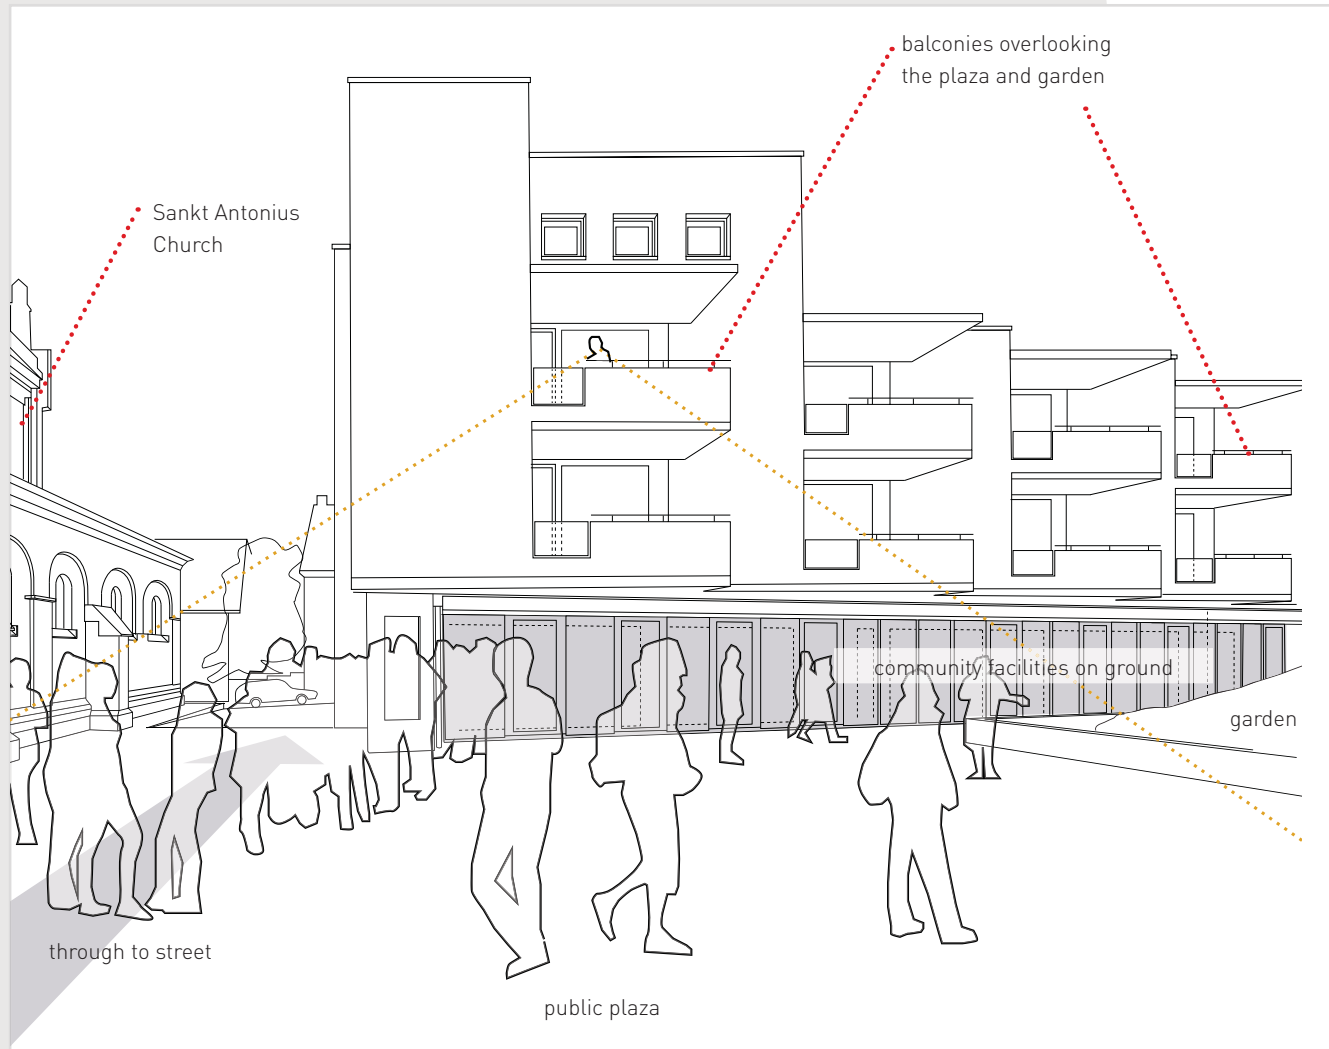 balconies overlooking
the plaza and garden
Sankt Antonius
Church
community facilities on ground
garden
through to street
public plaza